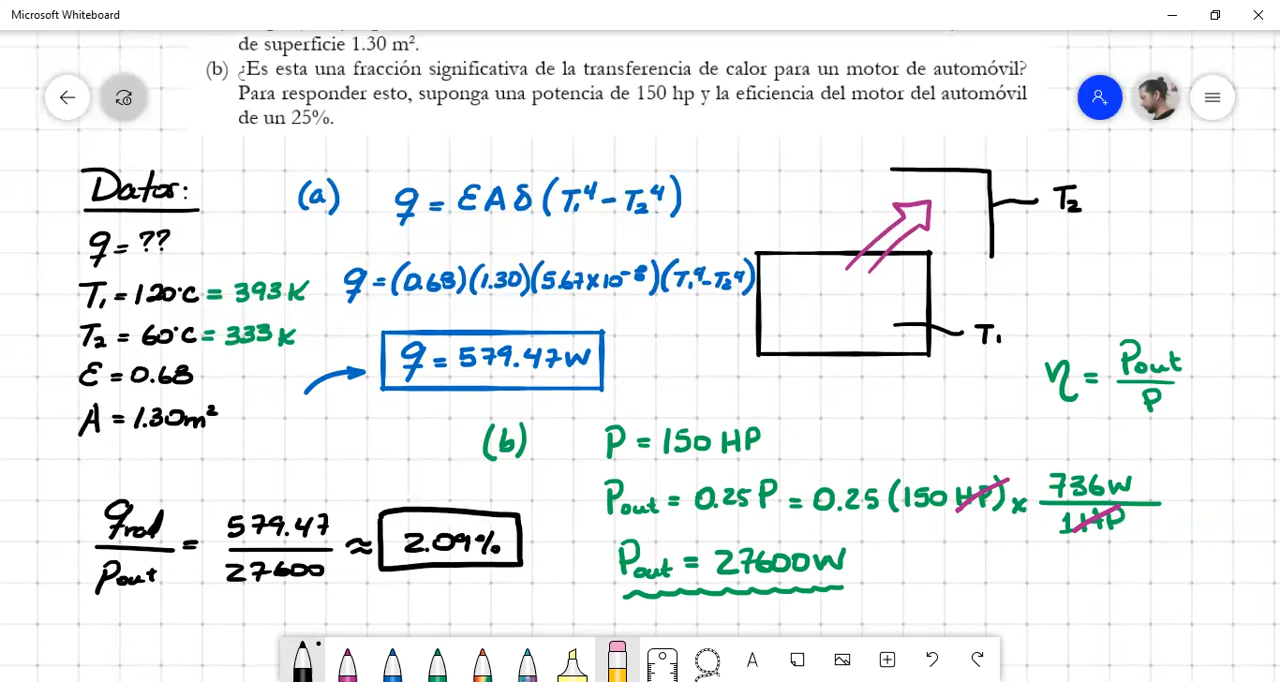 Microsoft Whiteboard
de superficie 1.30 m².
(b) ¿Es esta una fracción significativa de la transferencia de calor para un motor de automóvil?
Para responder esto, suponga una potencia de 150 hp y la eficiencia del motor del automóvil
de un 25%.
Datos:
q = ??
T₁ = 120°C = 393 K
T₂ = 60°C = 333 K
ε = 0.68
A = 1.30m²
(a) q = εAδ(T₁⁴ - T₂⁴)
q = (0.68)(1.30)(5.67x10⁻⁸)(T₁⁴-T₂⁴)
q = 579.47W
T₂
T₁
η = Pout / P
(b) P = 150 HP
Pout = 0.25P = 0.25(150 HP) x 736W / 1HP
Pout = 27600W
qrad / Pout = 579.47 / 27600 ≈ 2.09%
A